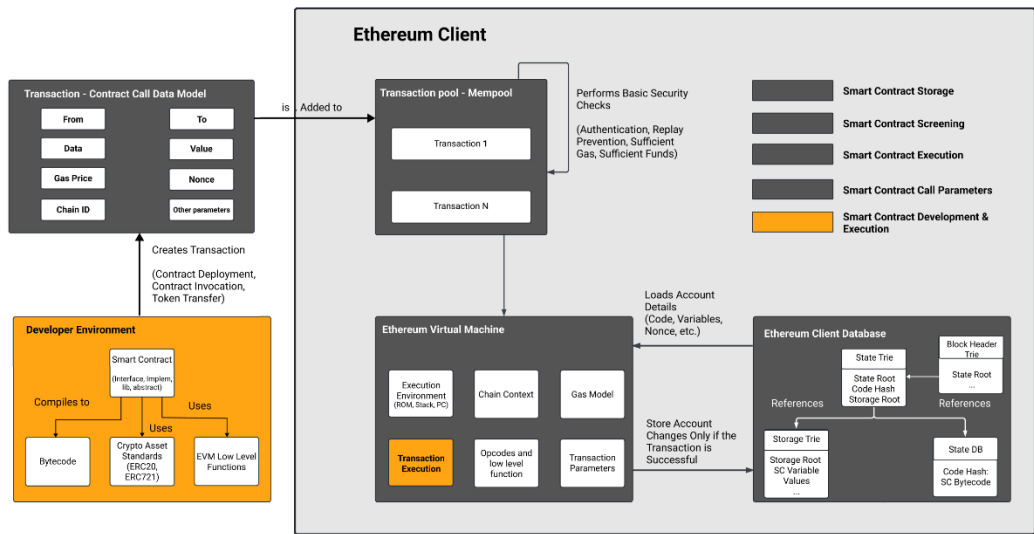 Ethereum Client
Transaction - Contract Call Data Model
From
To
Data
Value
Gas Price
Nonce
Chain ID
Other parameters
is . Added to
Transaction pool - Mempool
Transaction 1
Transaction N
Performs Basic Security
Checks
(Authentication, Replay
Prevention, Sufficient
Gas, Sufficient Funds)
Smart Contract Storage
Smart Contract Screening
Smart Contract Execution
Smart Contract Call Parameters
Smart Contract Development &
Execution
Creates Transaction
(Contract Deployment,
Contract Invocation,
Token Transfer)
Developer Environment
Smart Contract
(Interface, Implem,
lib, abstract)
Compiles to
Uses
Uses
Bytecode
Crypto Asset
Standards
(ERC20,
ERC721)
EVM Low Level
Functions
Ethereum Virtual Machine
Execution
Environment
(ROM, Stack, PC)
Chain Context
Gas Model
Transaction
Execution
Opcodes and
low level
function
Transaction
Parameters
Loads Account
Details
(Code, Variables,
Nonce, etc.)
Store Account
Changes Only if the
Transaction is
Successful
Ethereum Client Database
State Trie
State Root
Code Hash
Storage Root
Block Header
Trie
State Root
...
References
References
Storage Trie
Storage Root
SC Variable
Values
...
State DB
Code Hash:
SC Bytecode